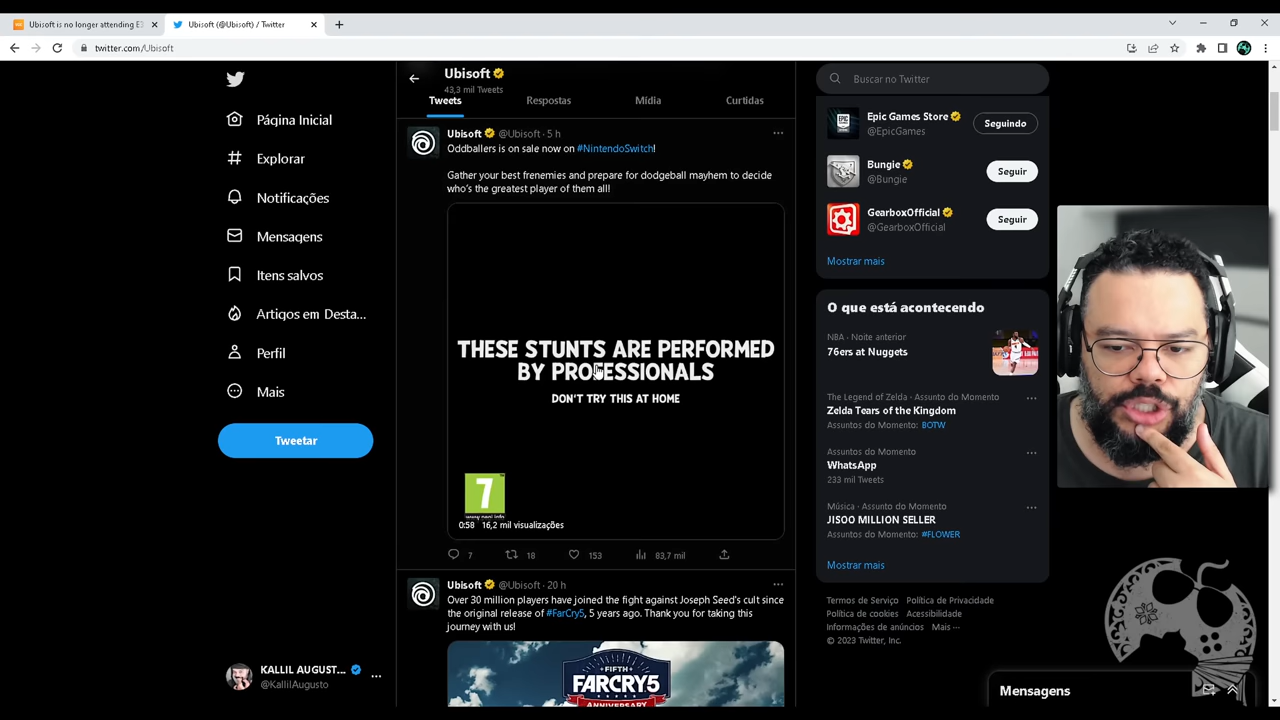 Ubisoft is no longer attending E
Ubisoft (@Ubisoft) / Twitter
twitter.com/Ubisoft
Página Inicial
Explorar
Notificações
Mensagens
Itens salvos
Artigos em Desta...
Perfil
Mais
Tweetar
KALLIL AUGUST...
@KallilAugusto
Ubisoft
43,3 mil Tweets
Tweets
Respostas
Mídia
Curtidas
Ubisoft @Ubisoft · 5 h
Oddballers is on sale now on #NintendoSwitch!
Gather your best frenemies and prepare for dodgeball mayhem to decide
who's the greatest player of them all!
THESE STUNTS ARE PERFORMED
BY PROFESSIONALS
DON'T TRY THIS AT HOME
7
www.pegi.info
0:58 16,2 mil visualizações
7 18 153 83,7 mil
Ubisoft @Ubisoft · 20 h
Over 30 million players have joined the fight against Joseph Seed's cult since
the original release of #FarCry5, 5 years ago. Thank you for taking this
journey with us!
FIFTH
FARCRY5
ANNIVERSARY
Buscar no Twitter
Epic Games Store
@EpicGames
Seguindo
Bungie
@Bungie
Seguir
GearboxOfficial
@GearboxOfficial
Seguir
Mostrar mais
O que está acontecendo
NBA · Noite anterior
76ers at Nuggets
The Legend of Zelda · Assunto do Momento
Zelda Tears of the Kingdom
Assuntos do Momento: BOTW
Assuntos do Momento
WhatsApp
233 mil Tweets
Música · Assunto do Momento
JISOO MILLION SELLER
Assuntos do Momento: #FLOWER
Mostrar mais
Termos de Serviço Política de Privacidade
Política de cookies Acessibilidade
Informações de anúncios Mais ···
© 2023 Twitter, Inc.
Mensagens